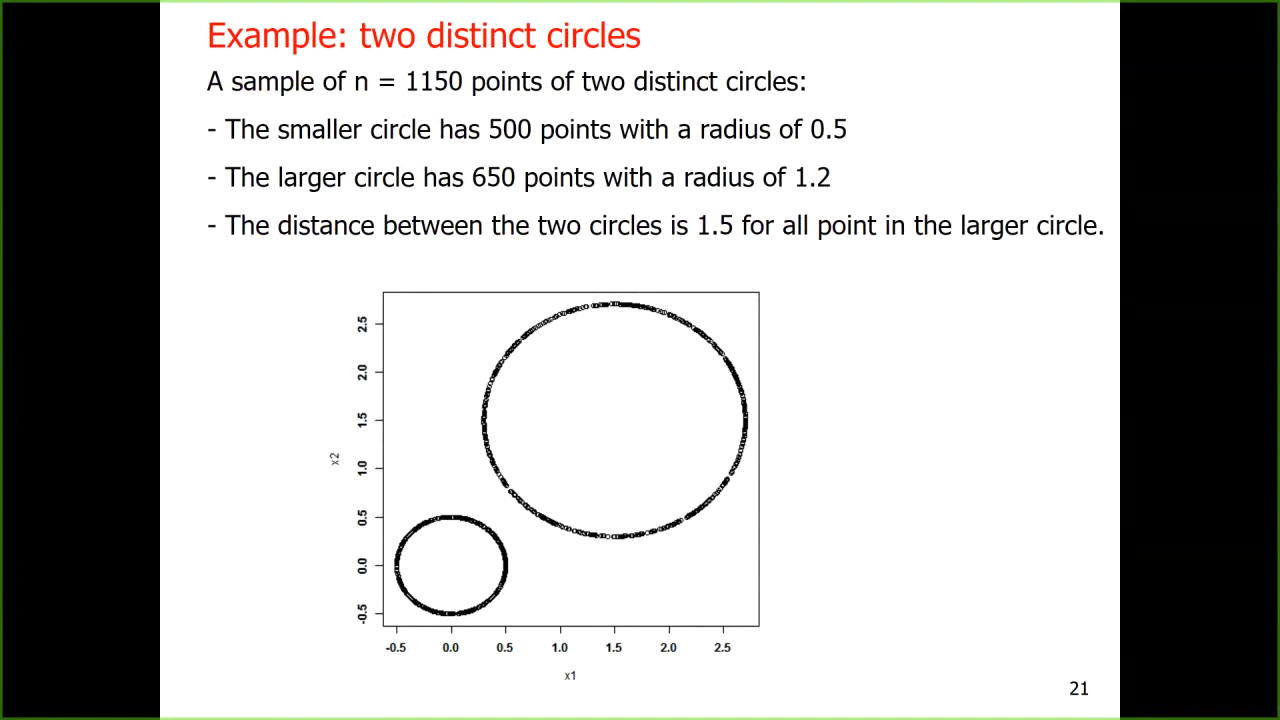 Example: two distinct circles
A sample of n = 1150 points of two distinct circles:
- The smaller circle has 500 points with a radius of 0.5
- The larger circle has 650 points with a radius of 1.2
- The distance between the two circles is 1.5 for all point in the larger circle.
2.5
2.0
1.5
1.0
0.5
0.0
-0.5
x2
-0.5 0.0 0.5 1.0 1.5 2.0 2.5
x1
21